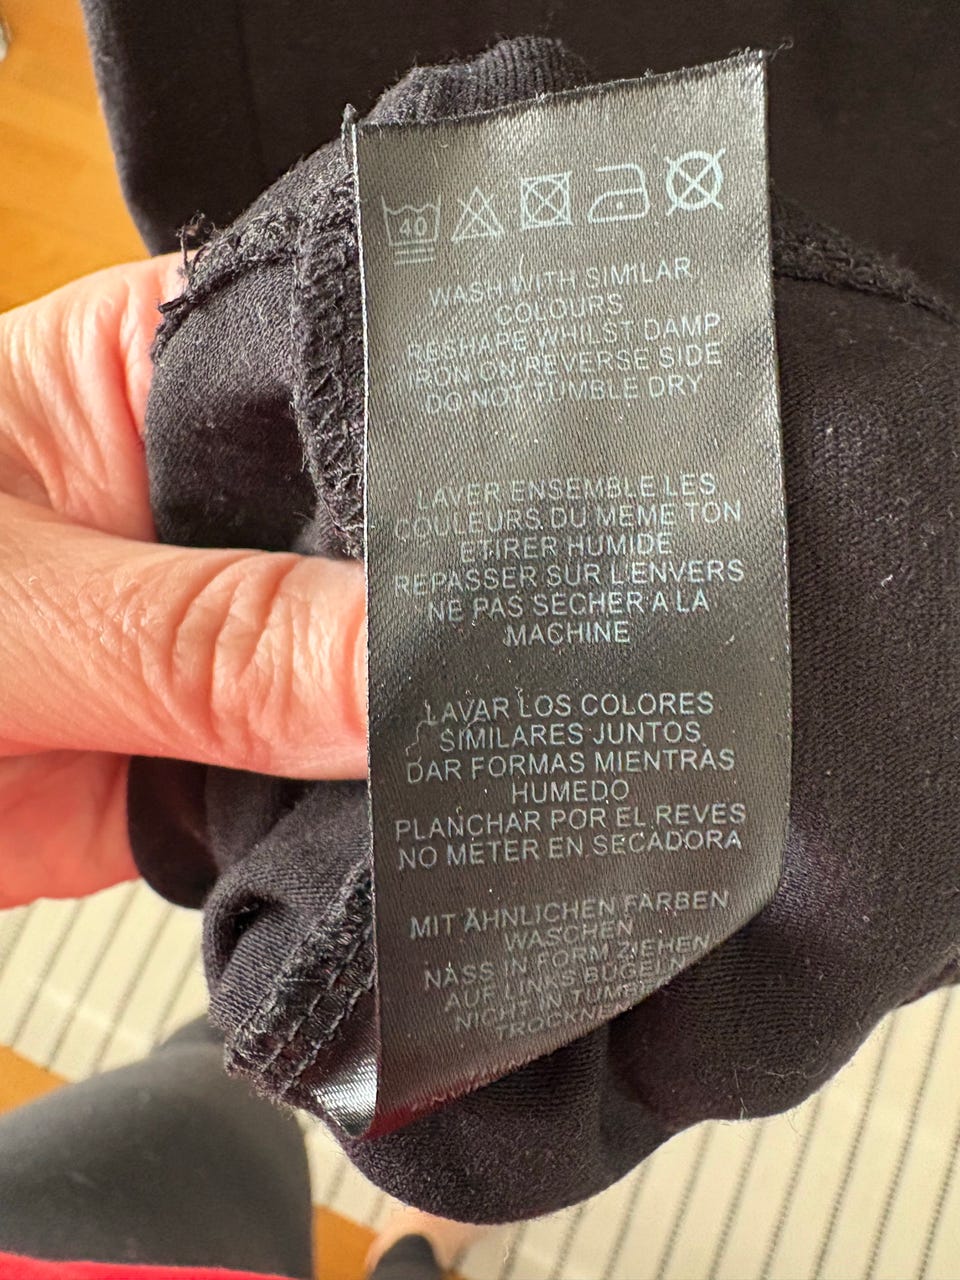 40
WASH WITH SIMILAR
COLOURS
RESHAPE WHILST DAMP
IRON ON REVERSE SIDE
DO NOT TUMBLE DRY
LAVER ENSEMBLE LES
COULEURS DU MEME TON
ETIRER HUMIDE
REPASSER SUR L'ENVERS
NE PAS SECHER A LA
MACHINE
LAVAR LOS COLORES
SIMILARES JUNTOS
DAR FORMAS MIENTRAS
HUMEDO
PLANCHAR POR EL REVES
NO METER EN SECADORA
MIT ÄHNLICHEN FARBEN
WASCHEN
NASS IN FORM ZIEHEN
AUF LINKS BÜGELN
NICHT IN